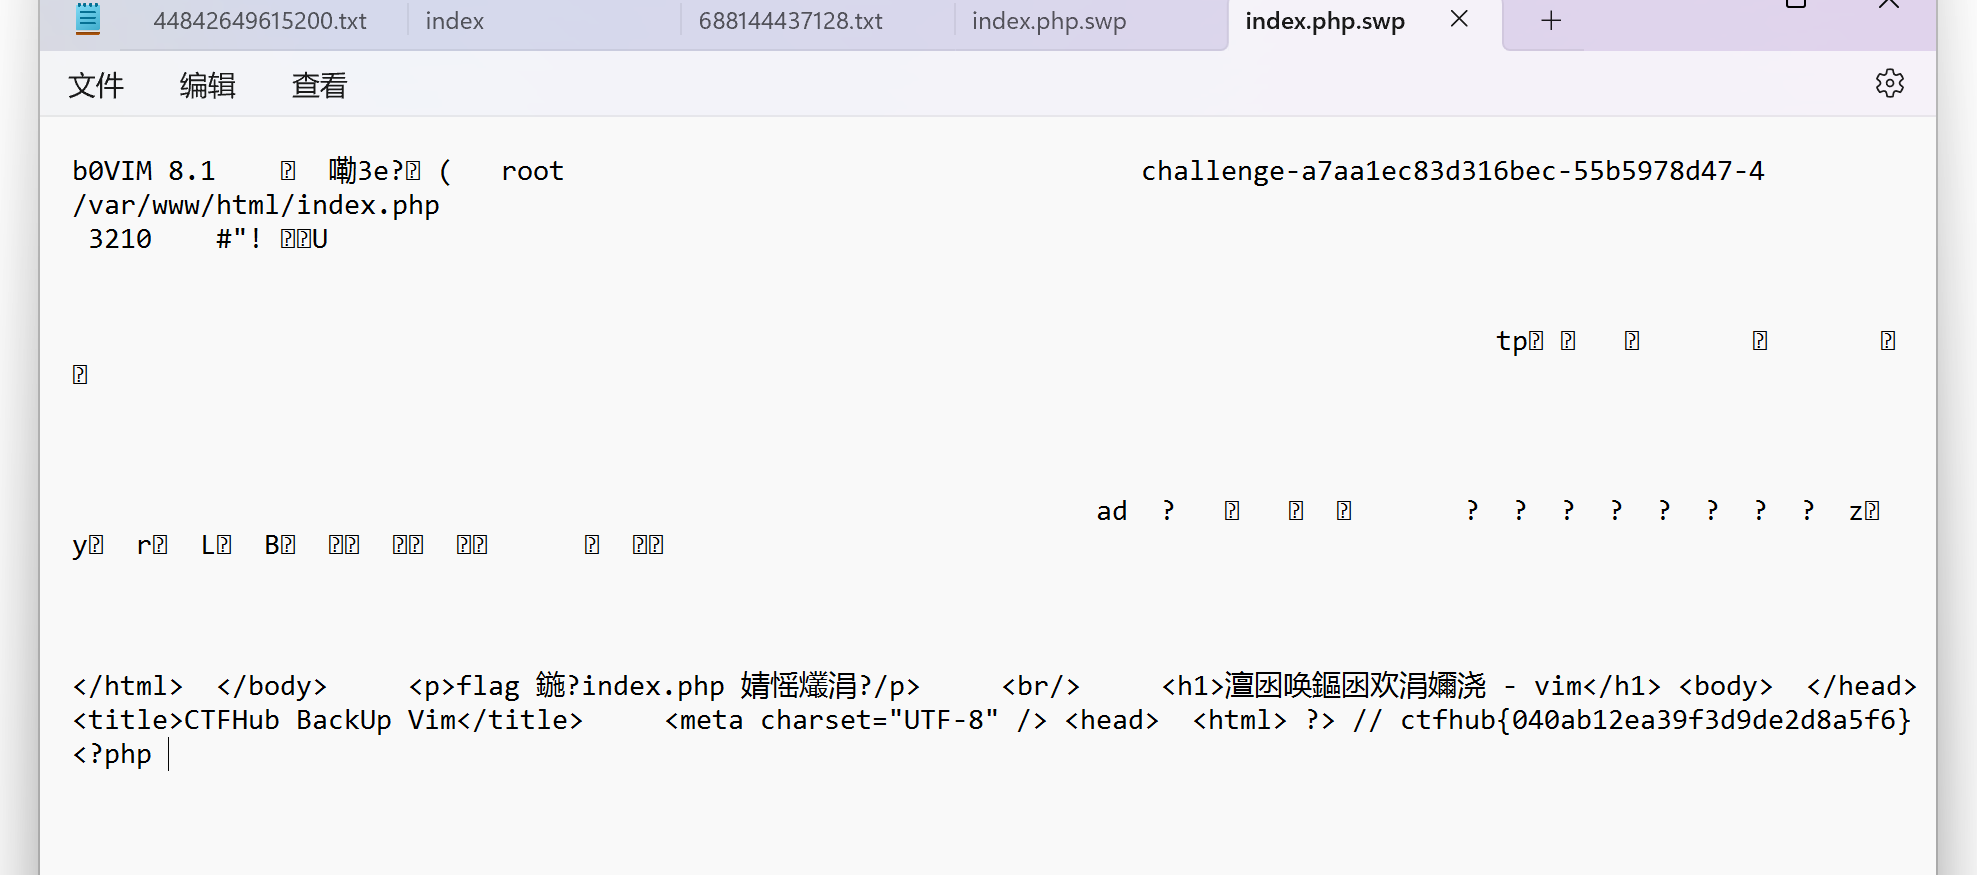 44842649615200.txt index 688144437128.txt index.php.swp index.php.swp
文件 编辑 查看
b0VIM 8.1 嘞3e? ( root challenge-a7aa1ec83d316bec-55b5978d47-4
/var/www/html/index.php
3210 #"! U
tp
ad ? ? ? ? ? ? ? ? ? z
y r L B
</html> </body> <p>flag 鍦?index.php 婧愮爜涓?/p> <br/> <h1>澶囦唤鏂囦欢涓嬭浇 - vim</h1> <body> </head>
<title>CTFHub BackUp Vim</title> <meta charset="UTF-8" /> <head> <html> ?> // ctfhub{040ab12ea39f3d9de2d8a5f6}
<?php